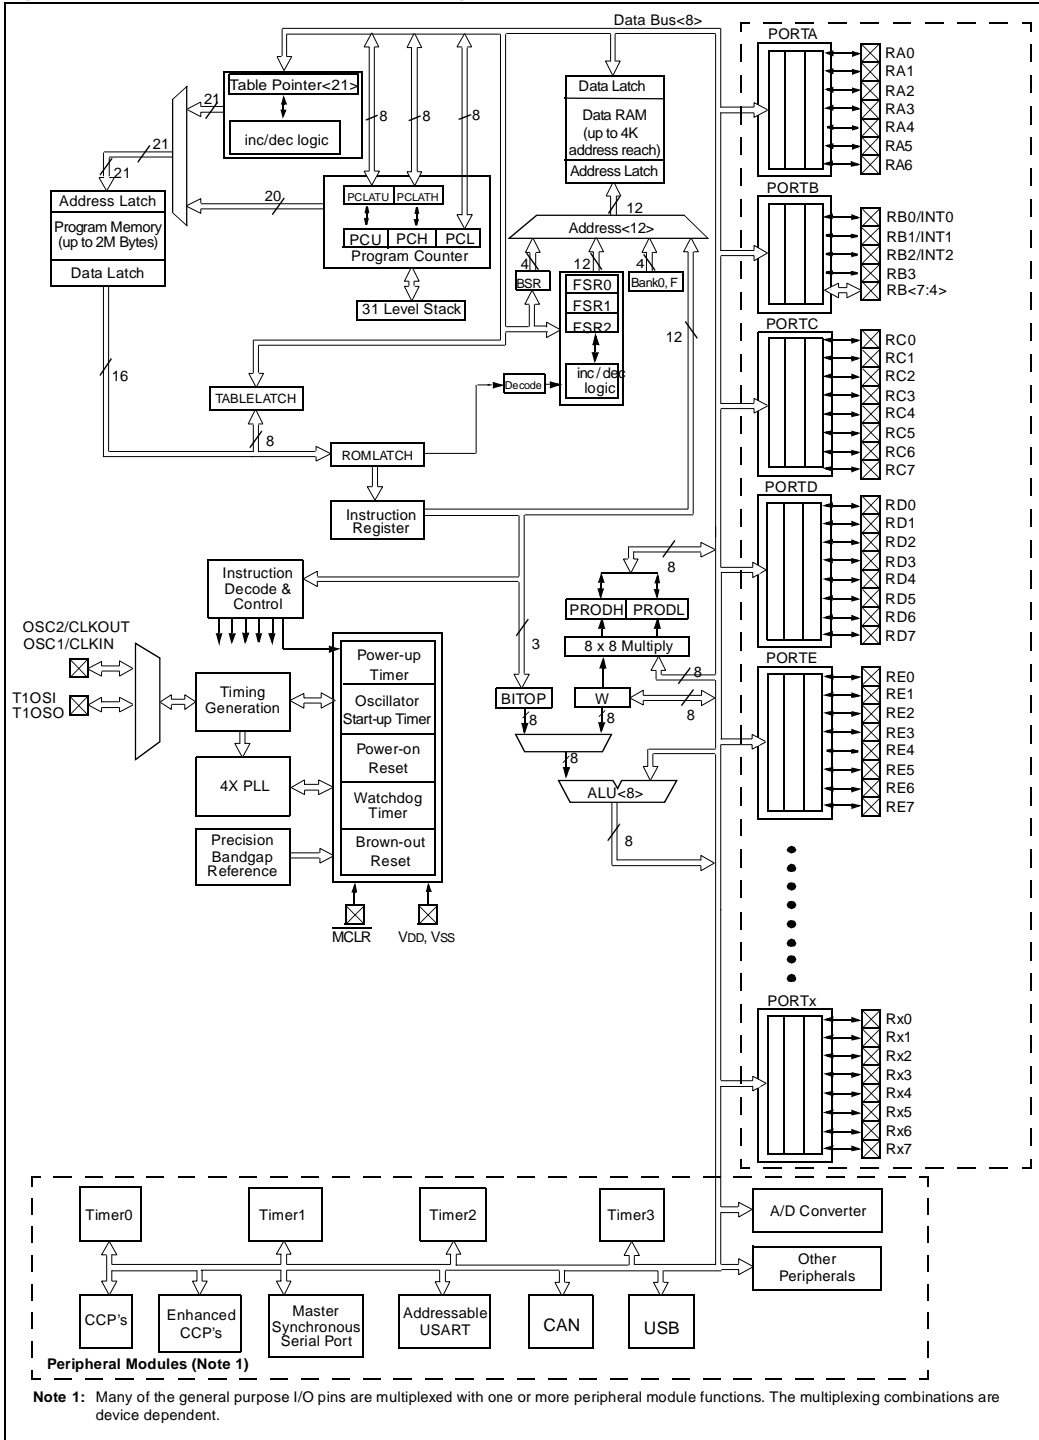 Data Bus<8>
Table Pointer<21>
inc/dec logic
21
8
8
8
21
21
20
Address Latch
Program Memory
(up to 2M Bytes)
Data Latch
PCLATU
PCLATH
PCU
PCH
PCL
Program Counter
31 Level Stack
Data Latch
Data RAM
(up to 4K
address reach)
Address Latch
12
Address<12>
4
12
4
BSR
FSR0
FSR1
FSR2
Bank0, F
inc/dec
logic
12
Decode
16
TABLELATCH
8
ROMLATCH
Instruction
Register
Instruction
Decode &
Control
OSC2/CLKOUT
OSC1/CLKIN
T1OSI
T1OSO
Timing
Generation
4X PLL
Precision
Bandgap
Reference
Power-up
Timer
Oscillator
Start-up Timer
Power-on
Reset
Watchdog
Timer
Brown-out
Reset
MCLR
VDD, VSS
8
PRODH
PRODL
8 x 8 Multiply
3
8
BITOP
W
8
8
8
8
ALU<8>
8
PORTA
RA0
RA1
RA2
RA3
RA4
RA5
RA6
PORTB
RB0/INT0
RB1/INT1
RB2/INT2
RB3
RB<7:4>
PORTC
RC0
RC1
RC2
RC3
RC4
RC5
RC6
RC7
PORTD
RD0
RD1
RD2
RD3
RD4
RD5
RD6
RD7
PORTE
RE0
RE1
RE2
RE3
RE4
RE5
RE6
RE7
PORTx
Rx0
Rx1
Rx2
Rx3
Rx4
Rx5
Rx6
Rx7
Timer0
Timer1
Timer2
Timer3
A/D Converter
Other
Peripherals
CCP's
Enhanced
CCP's
Master
Synchronous
Serial Port
Addressable
USART
CAN
USB
Peripheral Modules (Note 1)
Note 1: Many of the general purpose I/O pins are multiplexed with one or more peripheral module functions. The multiplexing combinations are
device dependent.